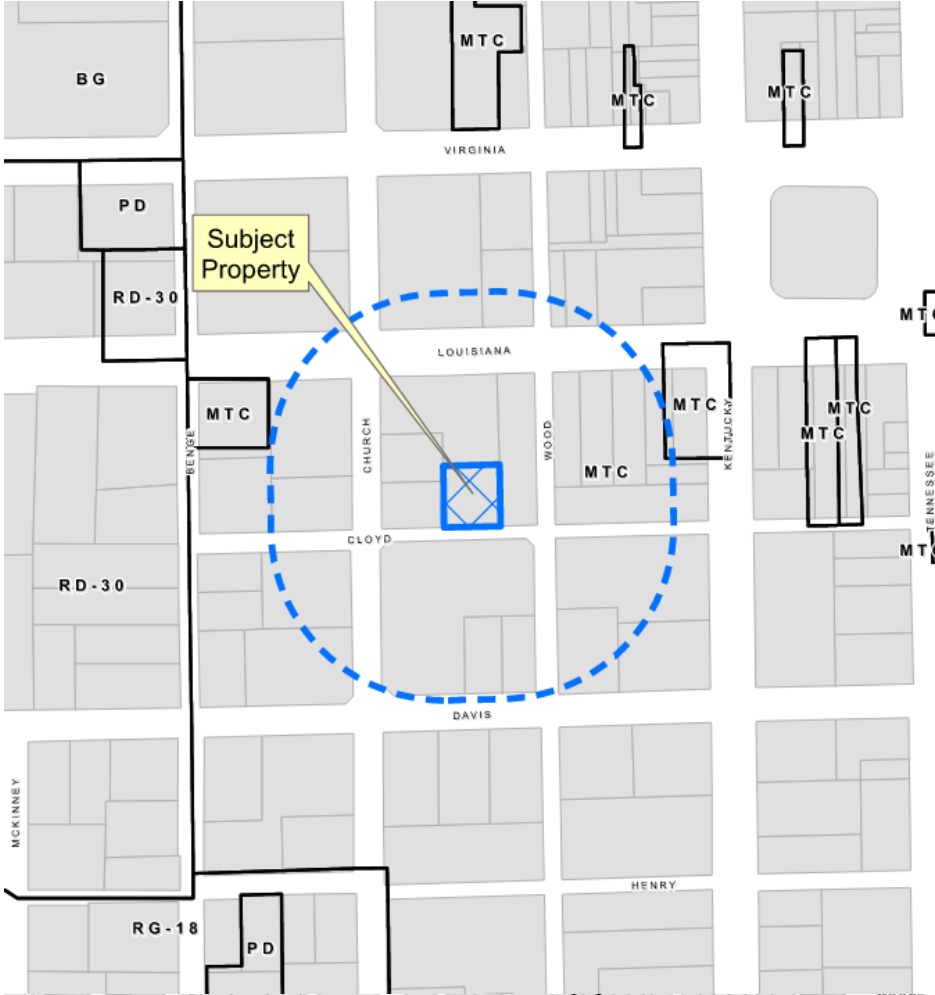 MTC
BG
MTC
MTC
VIRGINIA
PD
Subject
Property
RD-30
MTC
LOUISIANA
MTC
MTC
MTC
MTC
KENTUCKY
CHURCH
WOOD
BENGE
MTC
TENNESSEE
CLOYD
MTC
RD-30
DAVIS
MCKINNEY
HENRY
RG-18
PD